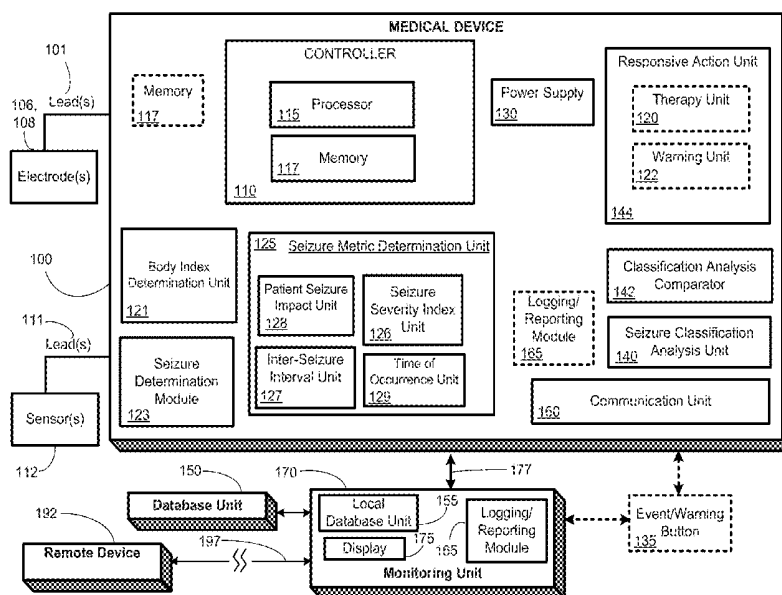 MEDICAL DEVICE
101
Lead(s)
106,
108
Electrode(s)
100
111
Lead(s)
Sensor(s)
112
Memory
117
CONTROLLER
Processor
115
Memory
117
110
Power Supply
130
Responsive Action Unit
Therapy Unit
120
Warning Unit
122
144
Body Index
Determination Unit
121
Seizure
Determination
Module
123
125 Seizure Metric Determination Unit
Patient Seizure
Impact Unit
128
Seizure
Severity Index
Unit
126
Inter-Seizure
Interval Unit
127
Time of
Occurrence Unit
129
Logging/
Reporting
Module
165
Classification Analysis
Comparator
142
Seizure Classification
Analysis Unit
140
Communication Unit
160
150
170
177
Database Unit
192
Remote Device
197
Local
Database Unit
155
Display
175
Logging/
Reporting
Module
165
Monitoring Unit
Event/Warning
Button
135